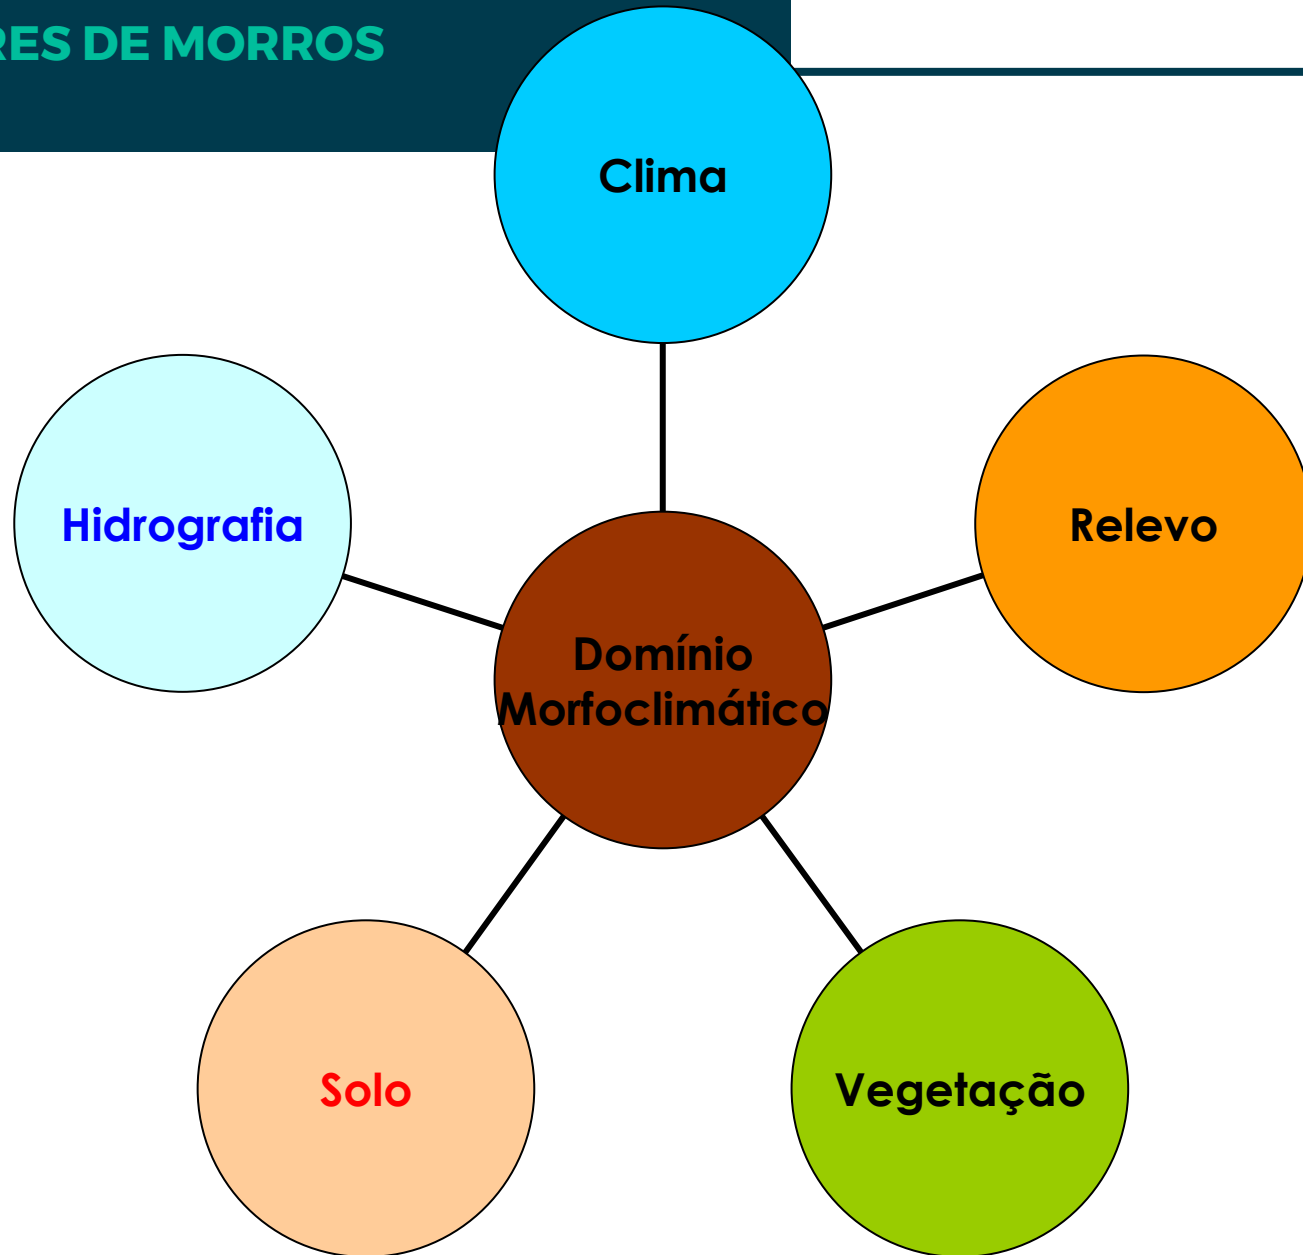 RES DE MORROS
Clima
Hidrografia
Relevo
Domínio
Morfoclimático
Solo
Vegetação